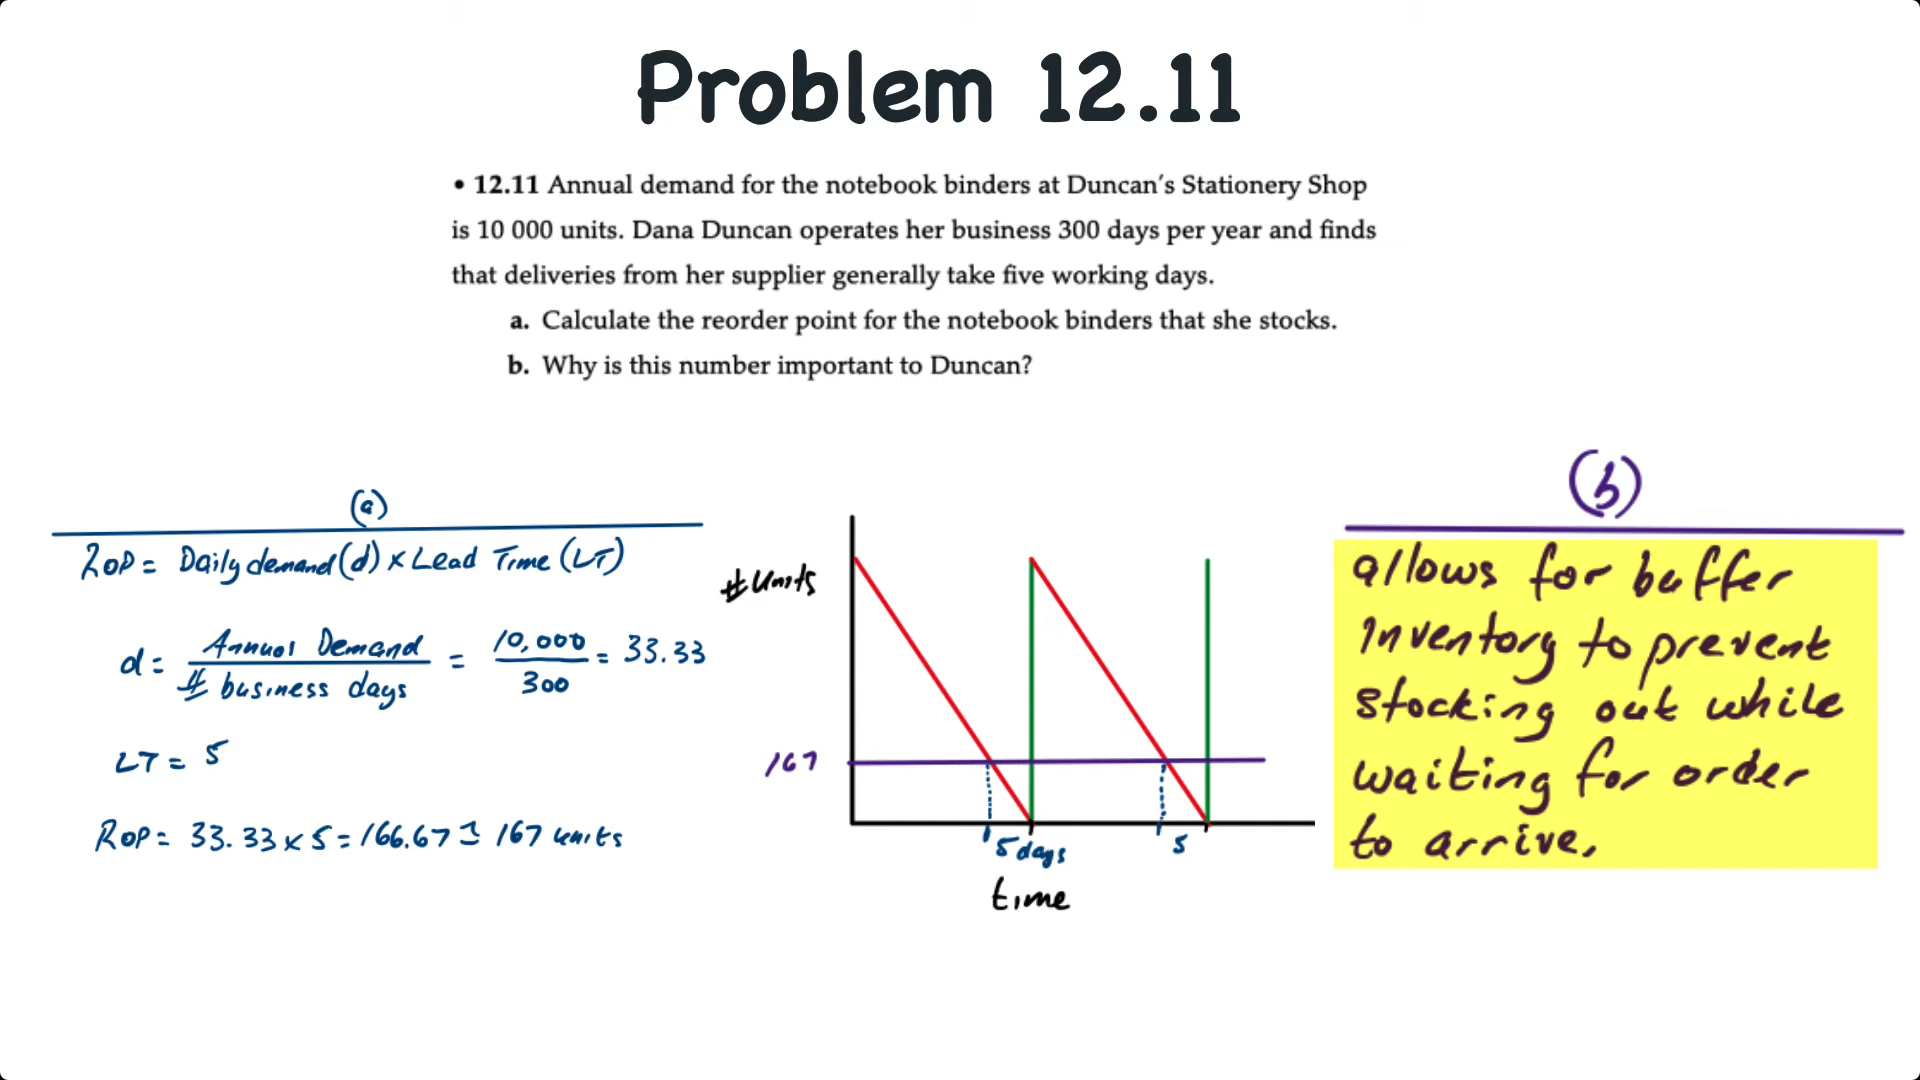 Problem 12.11
• 12.11 Annual demand for the notebook binders at Duncan's Stationery Shop
is 10 000 units. Dana Duncan operates her business 300 days per year and finds
that deliveries from her supplier generally take five working days.
a. Calculate the reorder point for the notebook binders that she stocks.
b. Why is this number important to Duncan?
(a)
ROP = Daily demand (d) × Lead Time (LT)
d = Annual Demand / # business days = 10,000 / 300 = 33.33
LT = 5
ROP = 33.33 × 5 = 166.67 ≃ 167 units
# Units
167
5 days
5
time
(b)
allows for buffer
Inventory to prevent
stocking out while
waiting for order
to arrive.